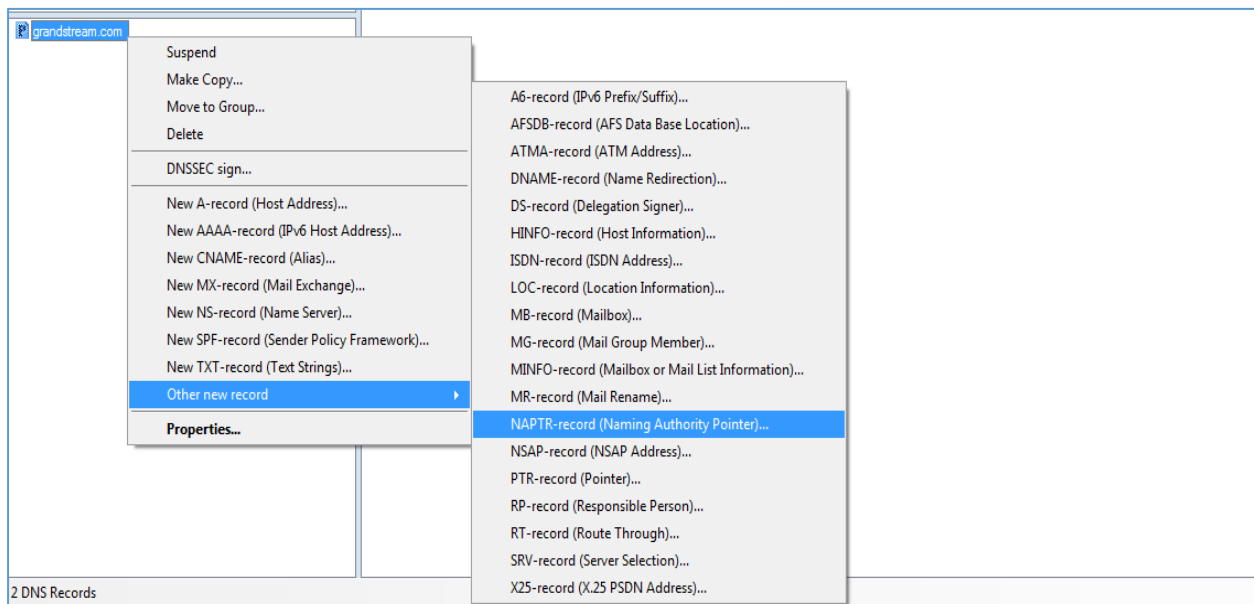 grandstream.com
Suspend
Make Copy...
Move to Group...
Delete
DNSSEC sign...
New A-record (Host Address)...
New AAAA-record (IPv6 Host Address)...
New CNAME-record (Alias)...
New MX-record (Mail Exchange)...
New NS-record (Name Server)...
New SPF-record (Sender Policy Framework)...
New TXT-record (Text Strings)...
Other new record
Properties...
A6-record (IPv6 Prefix/Suffix)...
AFSDB-record (AFS Data Base Location)...
ATMA-record (ATM Address)...
DNAME-record (Name Redirection)...
DS-record (Delegation Signer)...
HINFO-record (Host Information)...
ISDN-record (ISDN Address)...
LOC-record (Location Information)...
MB-record (Mailbox)...
MG-record (Mail Group Member)...
MINFO-record (Mailbox or Mail List Information)...
MR-record (Mail Rename)...
NAPTR-record (Naming Authority Pointer)...
NSAP-record (NSAP Address)...
PTR-record (Pointer)...
RP-record (Responsible Person)...
RT-record (Route Through)...
SRV-record (Server Selection)...
X25-record (X.25 PSDN Address)...
2 DNS Records